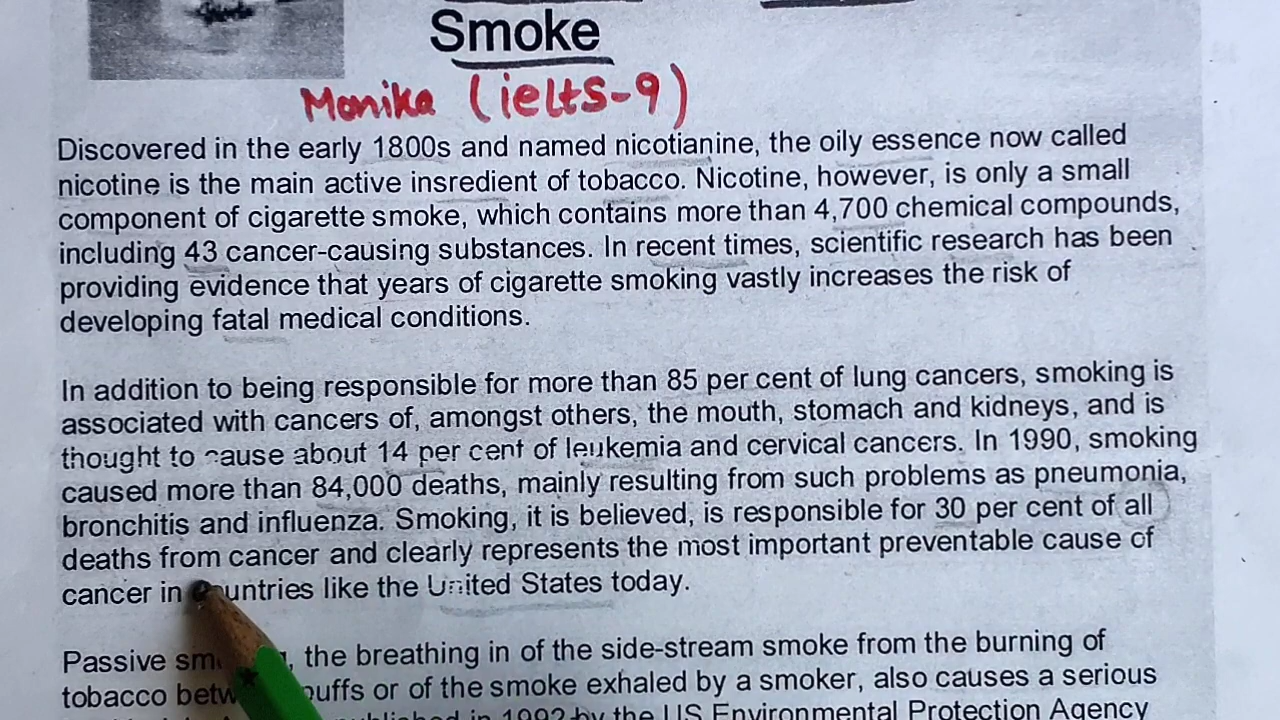 Smoke
Monika (ielts-9)
Discovered in the early 1800s and named nicotianine, the oily essence now called
nicotine is the main active insredient of tobacco. Nicotine, however, is only a small
component of cigarette smoke, which contains more than 4,700 chemical compounds,
including 43 cancer-causing substances. In recent times, scientific research has been
providing evidence that years of cigarette smoking vastly increases the risk of
developing fatal medical conditions.
In addition to being responsible for more than 85 per cent of lung cancers, smoking is
associated with cancers of, amongst others, the mouth, stomach and kidneys, and is
thought to cause about 14 per cent of leukemia and cervical cancers. In 1990, smoking
caused more than 84,000 deaths, mainly resulting from such problems as pneumonia,
bronchitis and influenza. Smoking, it is believed, is responsible for 30 per cent of all
deaths from cancer and clearly represents the most important preventable cause of
cancer in countries like the United States today.
Passive the breathing in of the side-stream smoke from the burning of
tobacco puffs or of the smoke exhaled by a smoker, also causes a serious
published in 1992 by the US Environmental Protection Agency